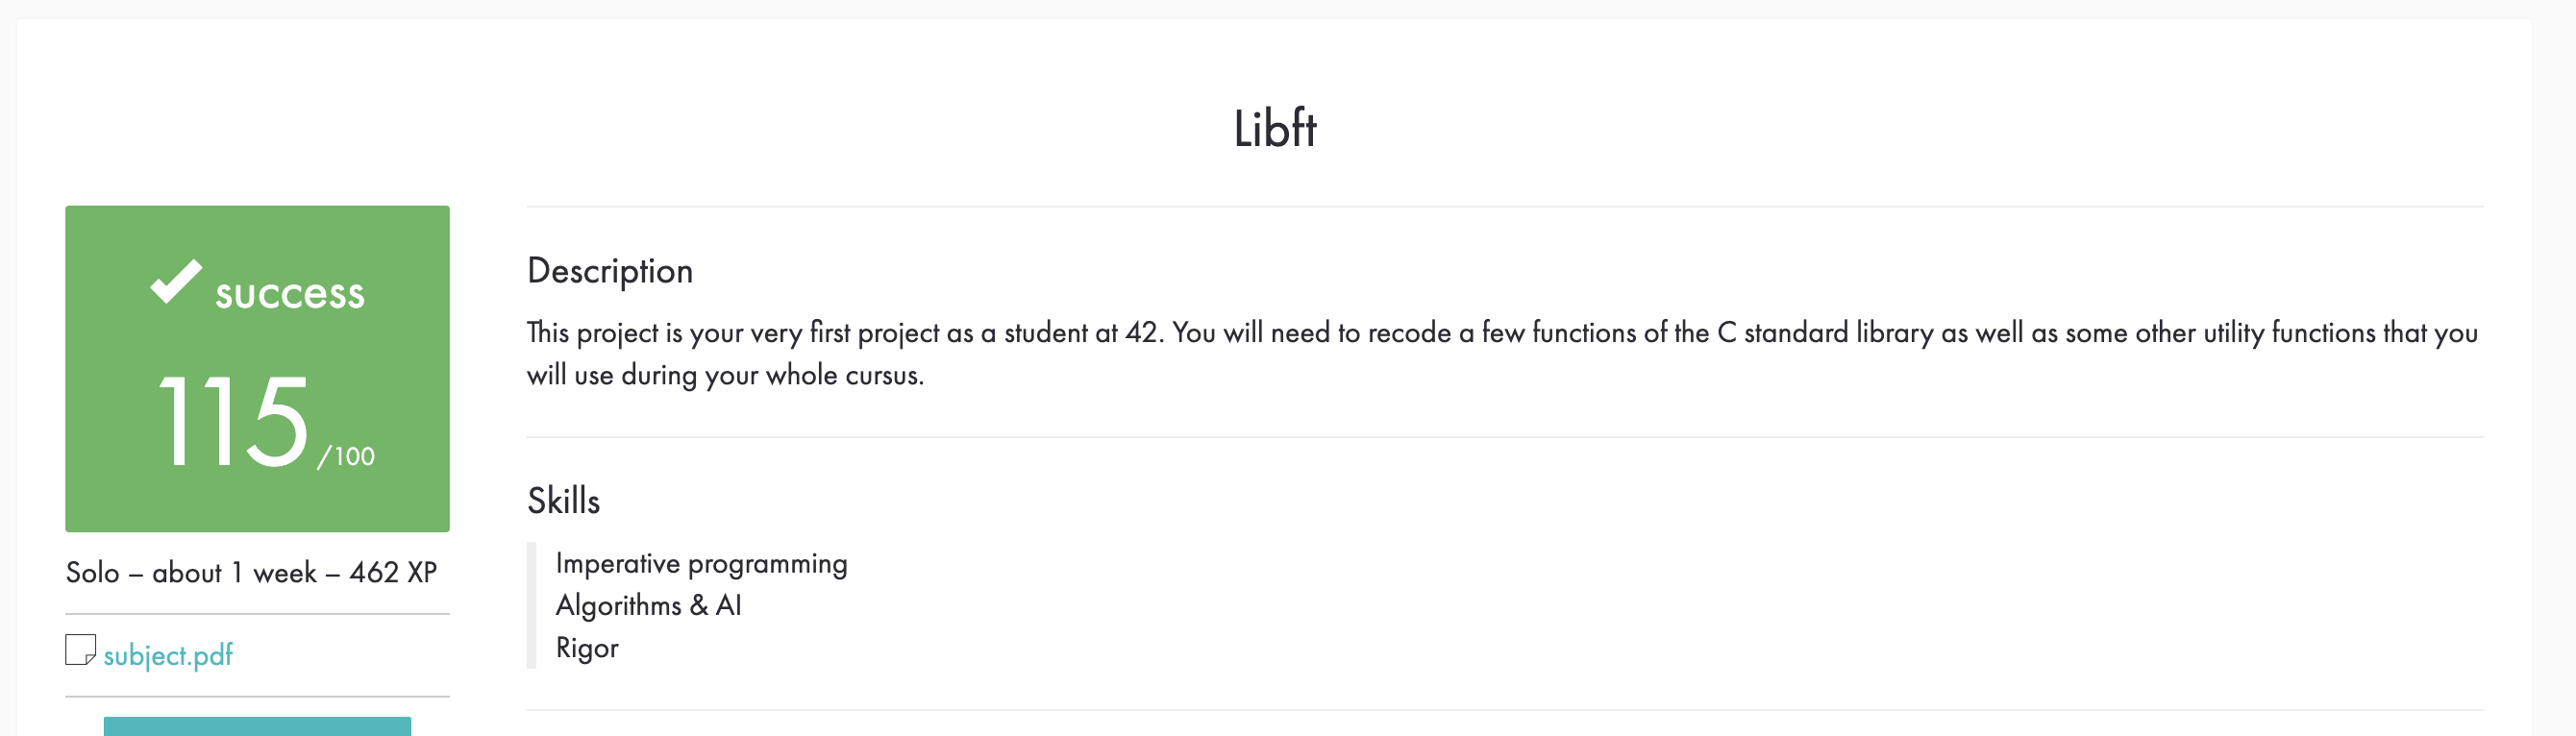 Libft
success
115 /100
Solo – about 1 week – 462 XP
subject.pdf
Description
This project is your very first project as a student at 42. You will need to recode a few functions of the C standard library as well as some other utility functions that you
will use during your whole cursus.
Skills
Imperative programming
Algorithms & AI
Rigor